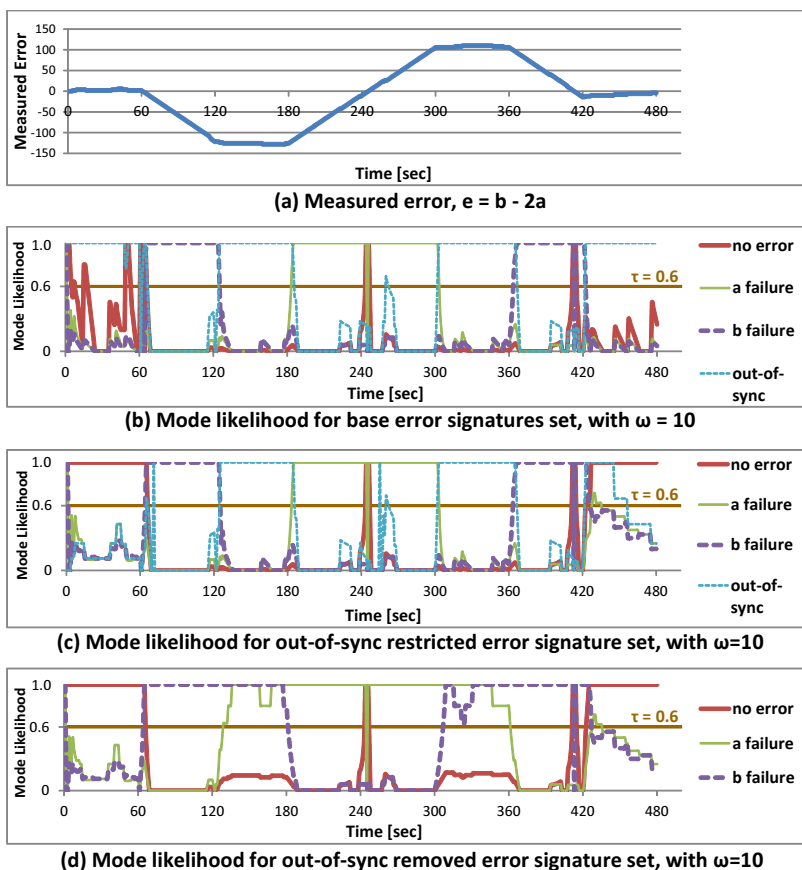 Measured Error
150
100
50
0
-50
-100
-150
0 60 120 180 240 300 360 420 480
Time [sec]
(a) Measured error, e = b - 2a
Mode Likelihood
1.0
0.6
0
τ = 0.6
0 60 120 180 240 300 360 420 480
Time [sec]
no error
a failure
b failure
out-of-
sync
(b) Mode likelihood for base error signatures set, with ω = 10
Mode Likelihood
1.0
0.6
0
τ = 0.6
0 60 120 180 240 300 360 420 480
Time [sec]
no error
a failure
b failure
out-of-
sync
(c) Mode likelihood for out-of-sync restricted error signature set, with ω=10
Mode Likelihood
1.0
0.6
0
τ = 0.6
0 60 120 180 240 300 360 420 480
Time [sec]
no error
a failure
b failure
(d) Mode likelihood for out-of-sync removed error signature set, with ω=10